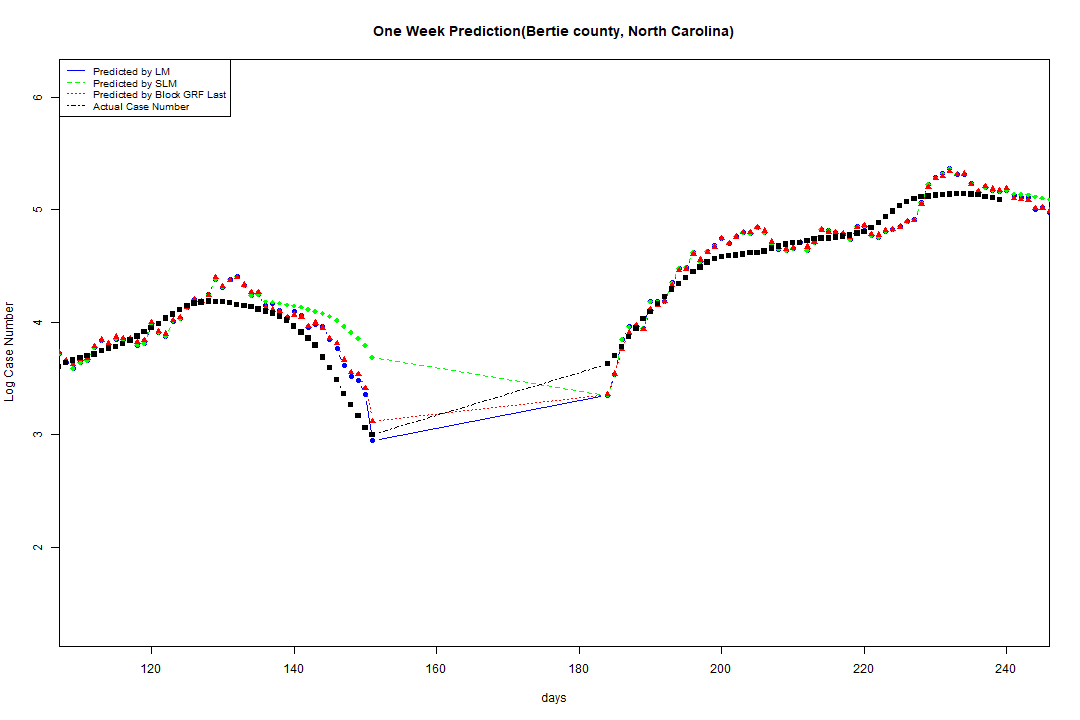 One Week Prediction(Bertie county, North Carolina)
Predicted by LM
Predicted by SLM
Predicted by Block GRF Last
Actual Case Number
6
5
4
3
2
Log Case Number
120 140 160 180 200 220 240
days